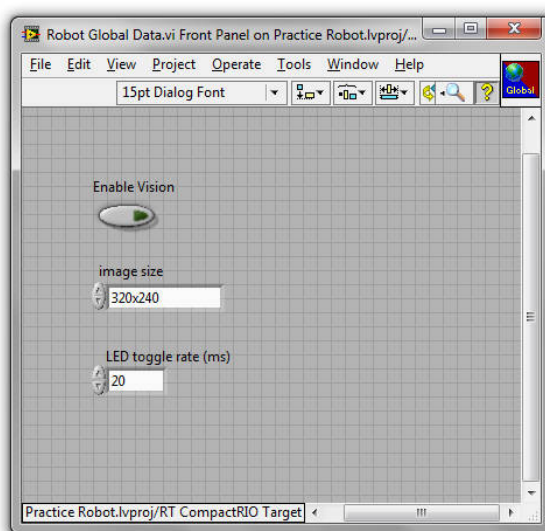 Robot Global Data.vi Front Panel on Practice Robot.lvproj/...
File Edit View Project Operate Tools Window Help
15pt Dialog Font
Global
Enable Vision
image size
320x240
LED toggle rate (ms)
20
Practice Robot.lvproj/RT CompactRIO Target